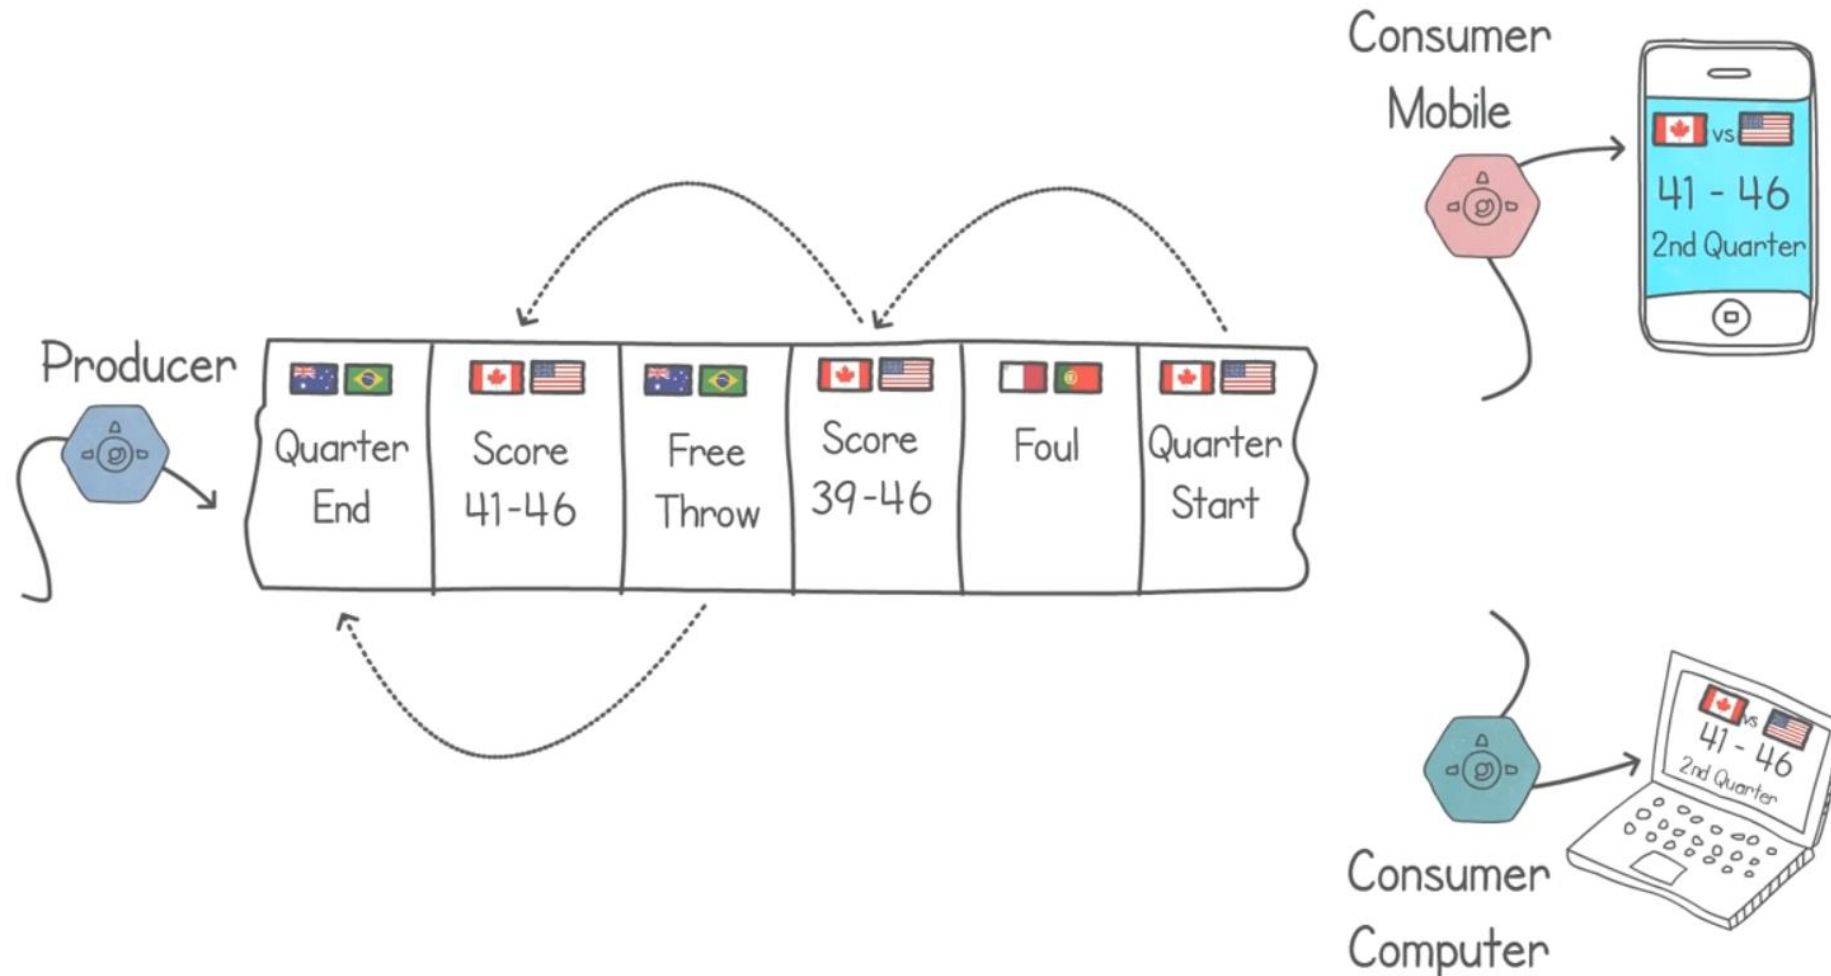 Consumer
Mobile
vs
41 - 46
2nd Quarter
Producer
Quarter
End
Score
41-46
Free
Throw
Score
39-46
Foul
Quarter
Start
vs
41 - 46
2nd Quarter
Consumer
Computer